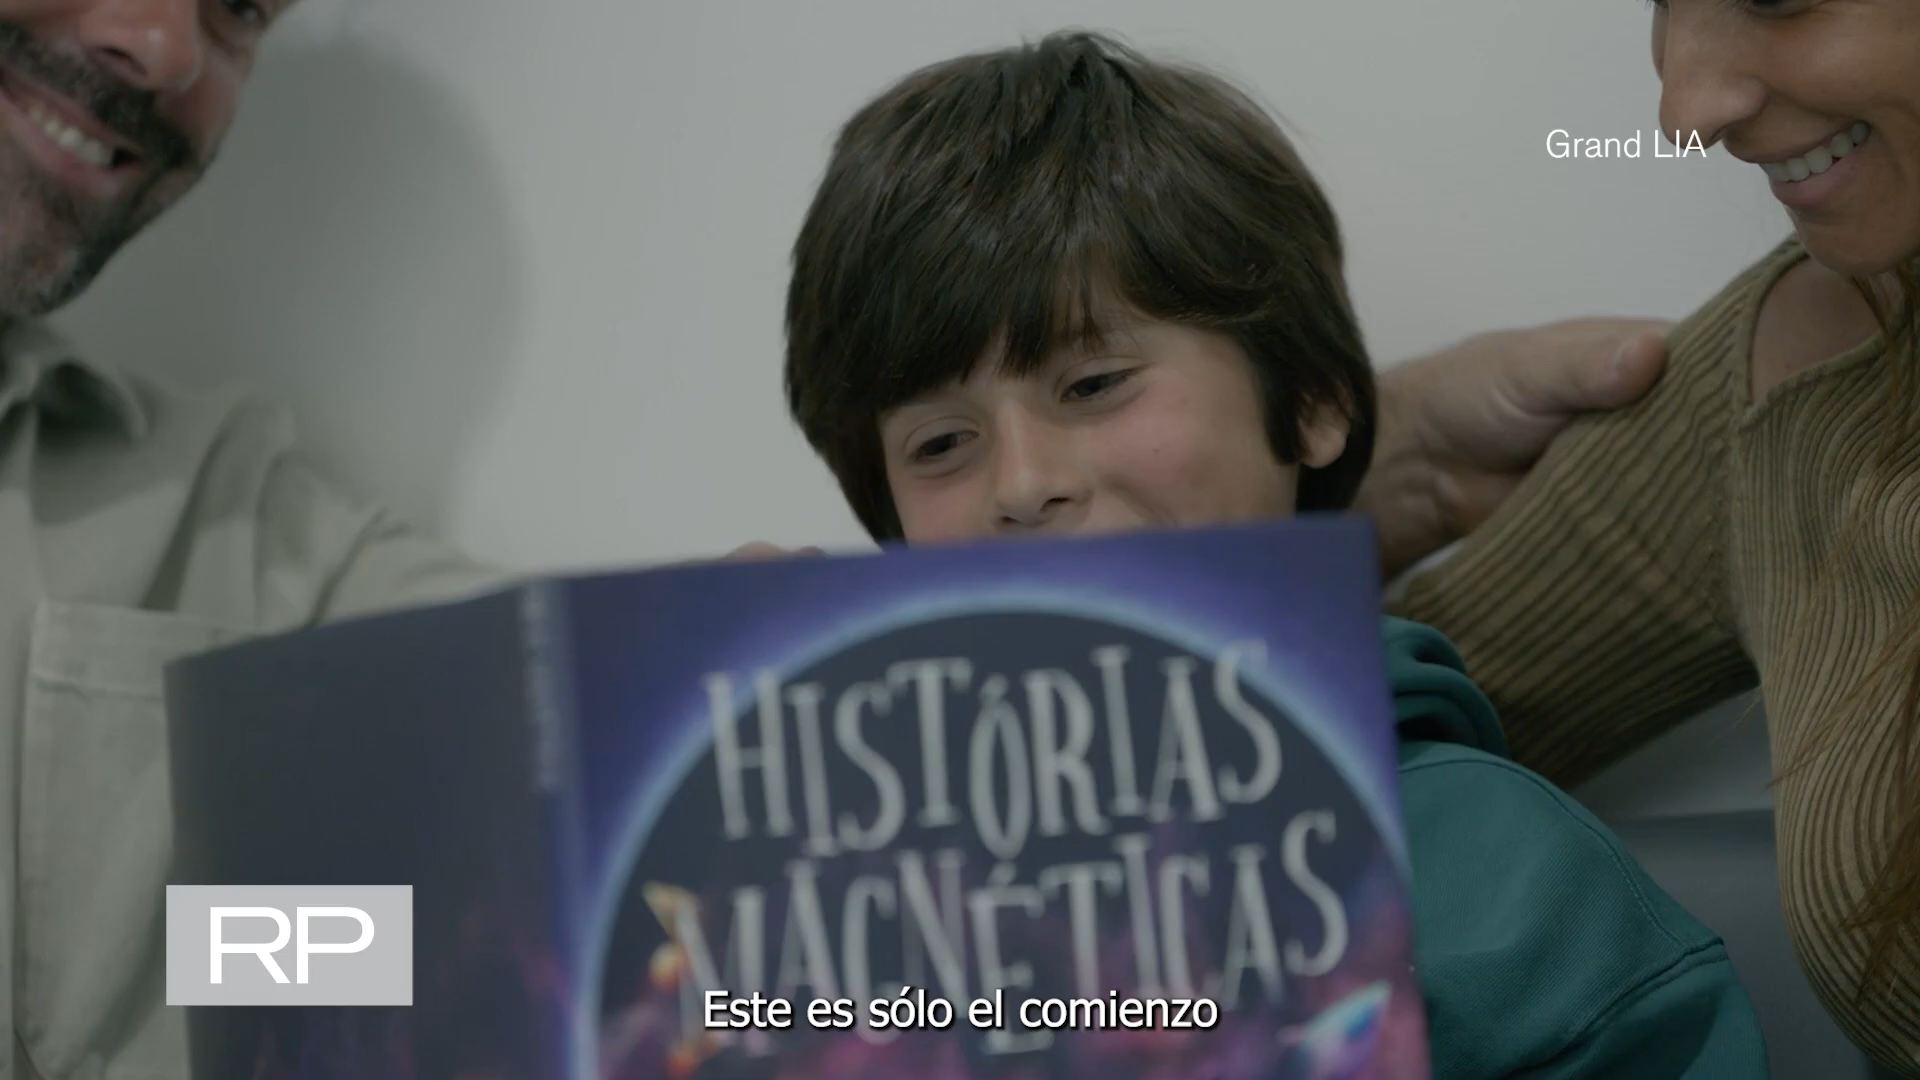 Grand LIA
HISTÓRIAS
MAGNÉTICAS
RP
Este es sólo el comienzo